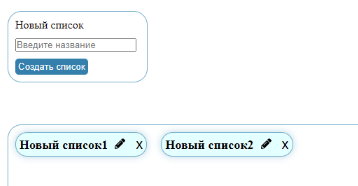 Новый список
Введите название
Создать список
Новый список1 X Новый список2 X